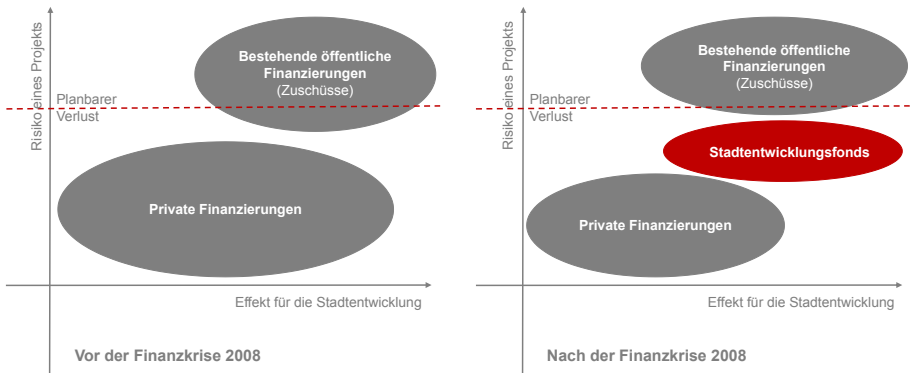 Risiko eines Projekts
Bestehende öffentliche
Finanzierungen
(Zuschüsse)
Planbarer
Verlust
Private Finanzierungen
Effekt für die Stadtentwicklung
Vor der Finanzkrise 2008
Risiko eines Projekts
Bestehende öffentliche
Finanzierungen
(Zuschüsse)
Planbarer
Verlust
Stadtentwicklungsfonds
Private Finanzierungen
Effekt für die Stadtentwicklung
Nach der Finanzkrise 2008